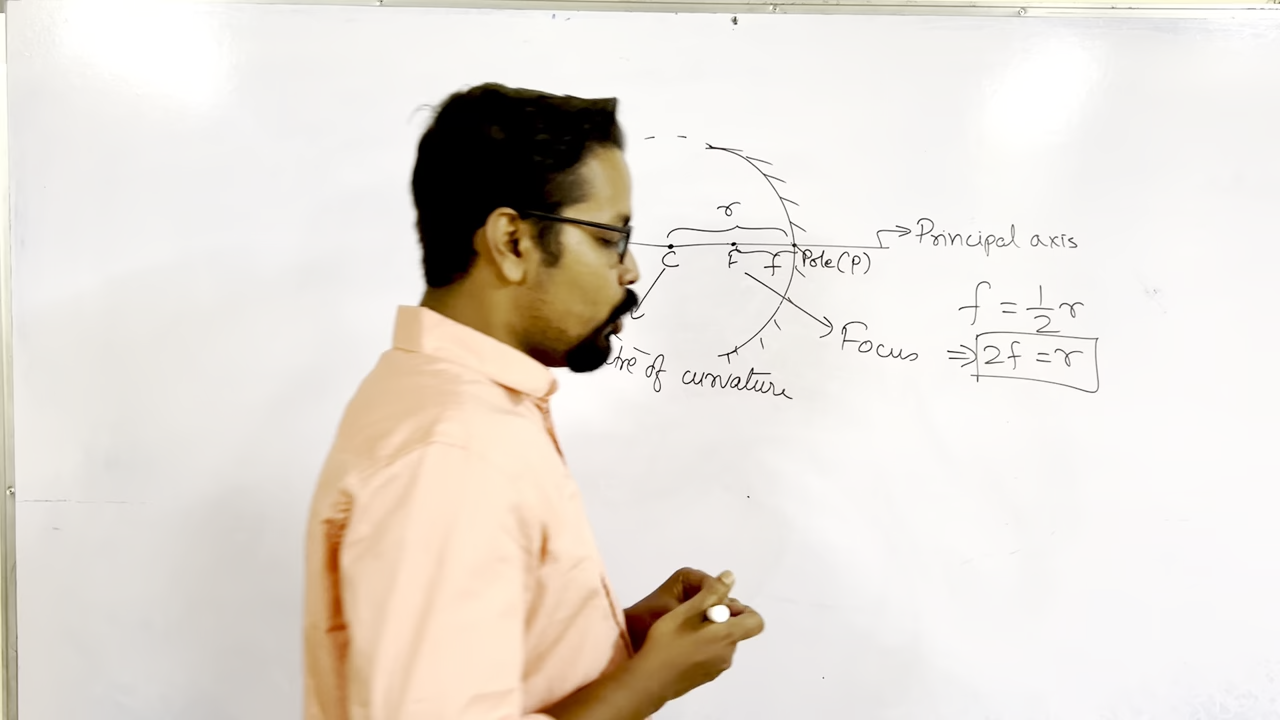 r
Principal axis
C F f Pole(P)
f = 1/2 r
Focus ⇒ 2f = r
of curvature